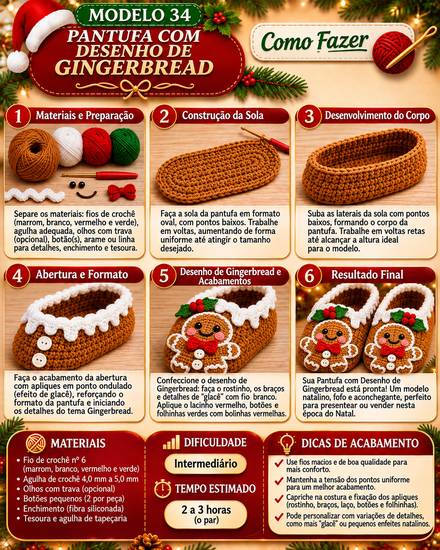 MODELO 34
PANTUFA COM
DESENHO DE
GINGERBREAD
Como Fazer
1 Materiais e Preparação
Separe os materiais: fios de crochê
(marrom, branco, vermelho e verde),
agulha adequada, olhos com trava
(opcional), botão(s), arame ou linha
para detalhes, enchimento e tesoura.
2 Construção da Sola
Faça a sola da pantufa em formato
oval, com pontos baixos. Trabalhe
em voltas, aumentando de forma
uniforme até atingir o tamanho
desejado.
3 Desenvolvimento do Corpo
Suba as laterais da sola com pontos
baixos, formando o corpo da
pantufa. Trabalhe em voltas retas
até alcançar a altura ideal
para o modelo.
4 Abertura e Formato
Faça o acabamento da abertura
com apliques em ponto ondulado
(efeito de glacê), reforçando o
formato da pantufa e iniciando
os detalhes do tema Gingerbread.
5 Desenho de Gingerbread e
Acabamentos
Confeccione o desenho de
Gingerbread: faça o rostinho, os braços
e detalhes de "glacê" com fio branco.
Aplique o lacinho vermelho, botões e
folhinhas verdes com bolinhas vermelhas.
6 Resultado Final
Sua Pantufa com Desenho de
Gingerbread está pronta! Um modelo
natalino, fofo e aconchegante, perfeito
para presentear ou vender nesta
época do Natal.
MATERIAIS
• Fio de crochê nº 6
(marrom, branco, vermelho e verde)
• Agulha de crochê 4,0 mm a 5,0 mm
• Olhos com trava (opcional)
• Botões pequenos (2 por peça)
• Enchimento (fibra siliconada)
• Tesoura e agulha de tapeçaria
DIFICULDADE
Intermediário
TEMPO ESTIMADO
2 a 3 horas
(o par)
DICAS DE ACABAMENTO
✓ Use fios macios e de boa qualidade para
mais conforto.
✓ Mantenha a tensão dos pontos uniforme
para um melhor acabamento.
✓ Capriche na costura e fixação dos apliques
(rostinho, braços, laço, botões e folhinhas).
✓ Pode personalizar com variações de detalhes,
como mais "glacê" ou pequenos enfeites natalinos.